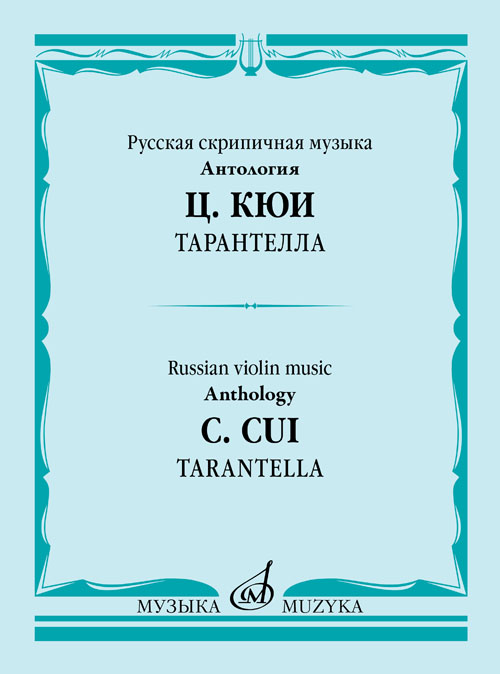 Русская скрипичная музыка
Антология
Ц. КЮИ
ТАРАНТЕЛЛА
Russian violin music
Anthology
C. CUI
TARANTELLA
МУЗЫКА М MUZYKA